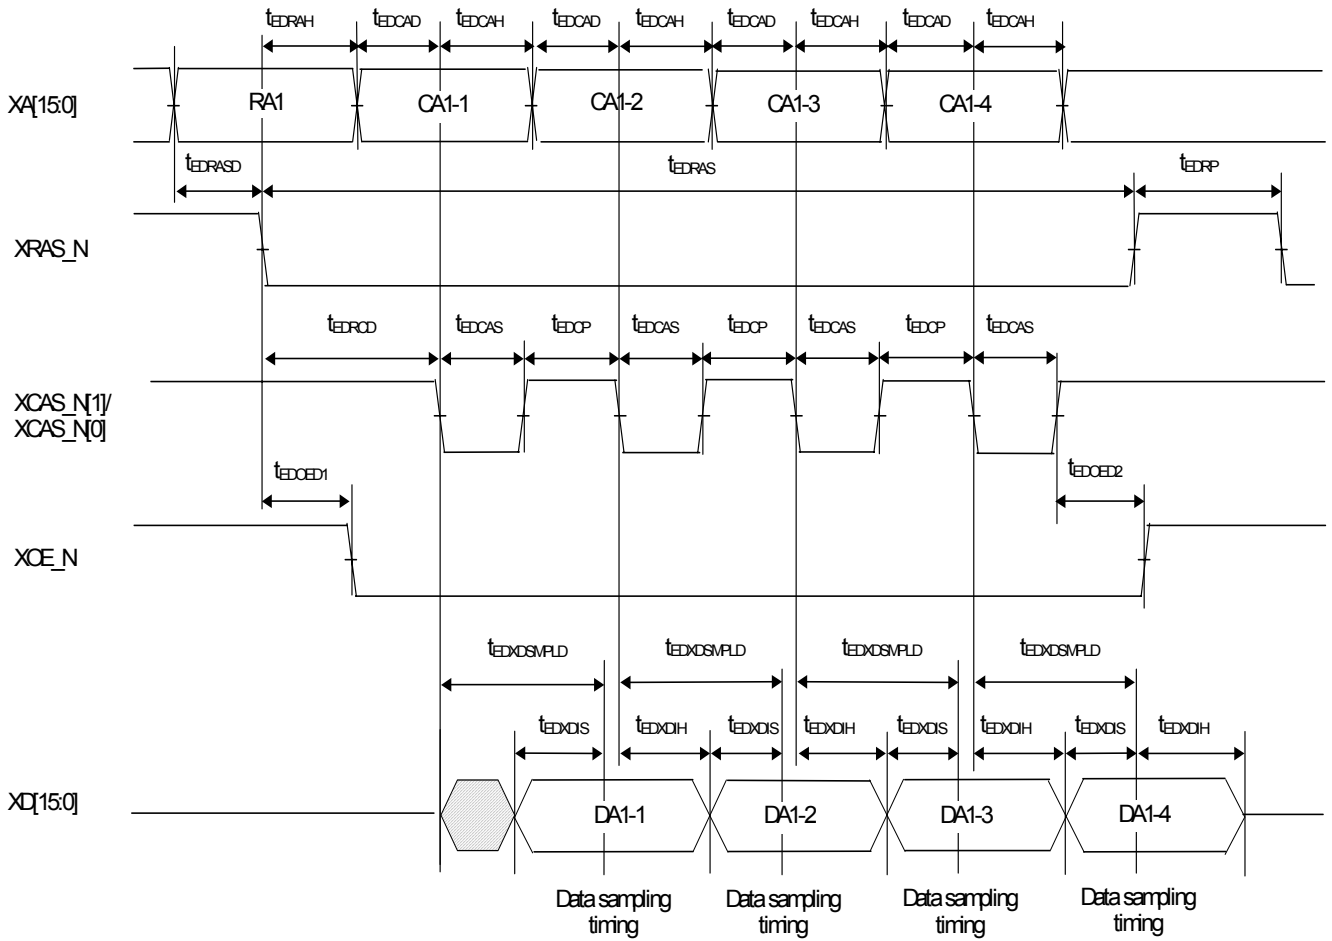 tEDRAH tEDCAD tEDCAH tEDCAD tEDCAH tEDCAD tEDCAH tEDCAD tEDCAH
XA[15:0] RA1 CA1-1 CA1-2 CA1-3 CA1-4
tEDRASD tEDRAS tEDRP
XRAS_N
tEDRCD tEDCAS tEDCP tEDCAS tEDCP tEDCAS tEDCP tEDCAS
XCAS_N[1]/
XCAS_N[0]
tEDOED1 tEDOED2
XOE_N
tEDXDSMPLD tEDXDSMPLD tEDXDSMPLD tEDXDSMPLD
tEDXDIS tEDXDIH tEDXDIS tEDXDIH tEDXDIS tEDXDIH tEDXDIS tEDXDIH
XD[15:0] DA1-1 DA1-2 DA1-3 DA1-4
Data sampling Data sampling Data sampling Data sampling
timing timing timing timing